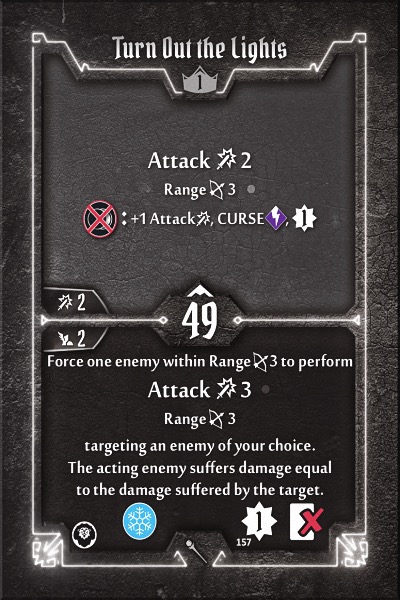 Turn Out the Lights
1
Attack 2
Range 3
: +1 Attack, CURSE, 1
2
49
2
Force one enemy within Range 3 to perform
Attack 3
Range 3
targeting an enemy of your choice.
The acting enemy suffers damage equal
to the damage suffered by the target.
1
157